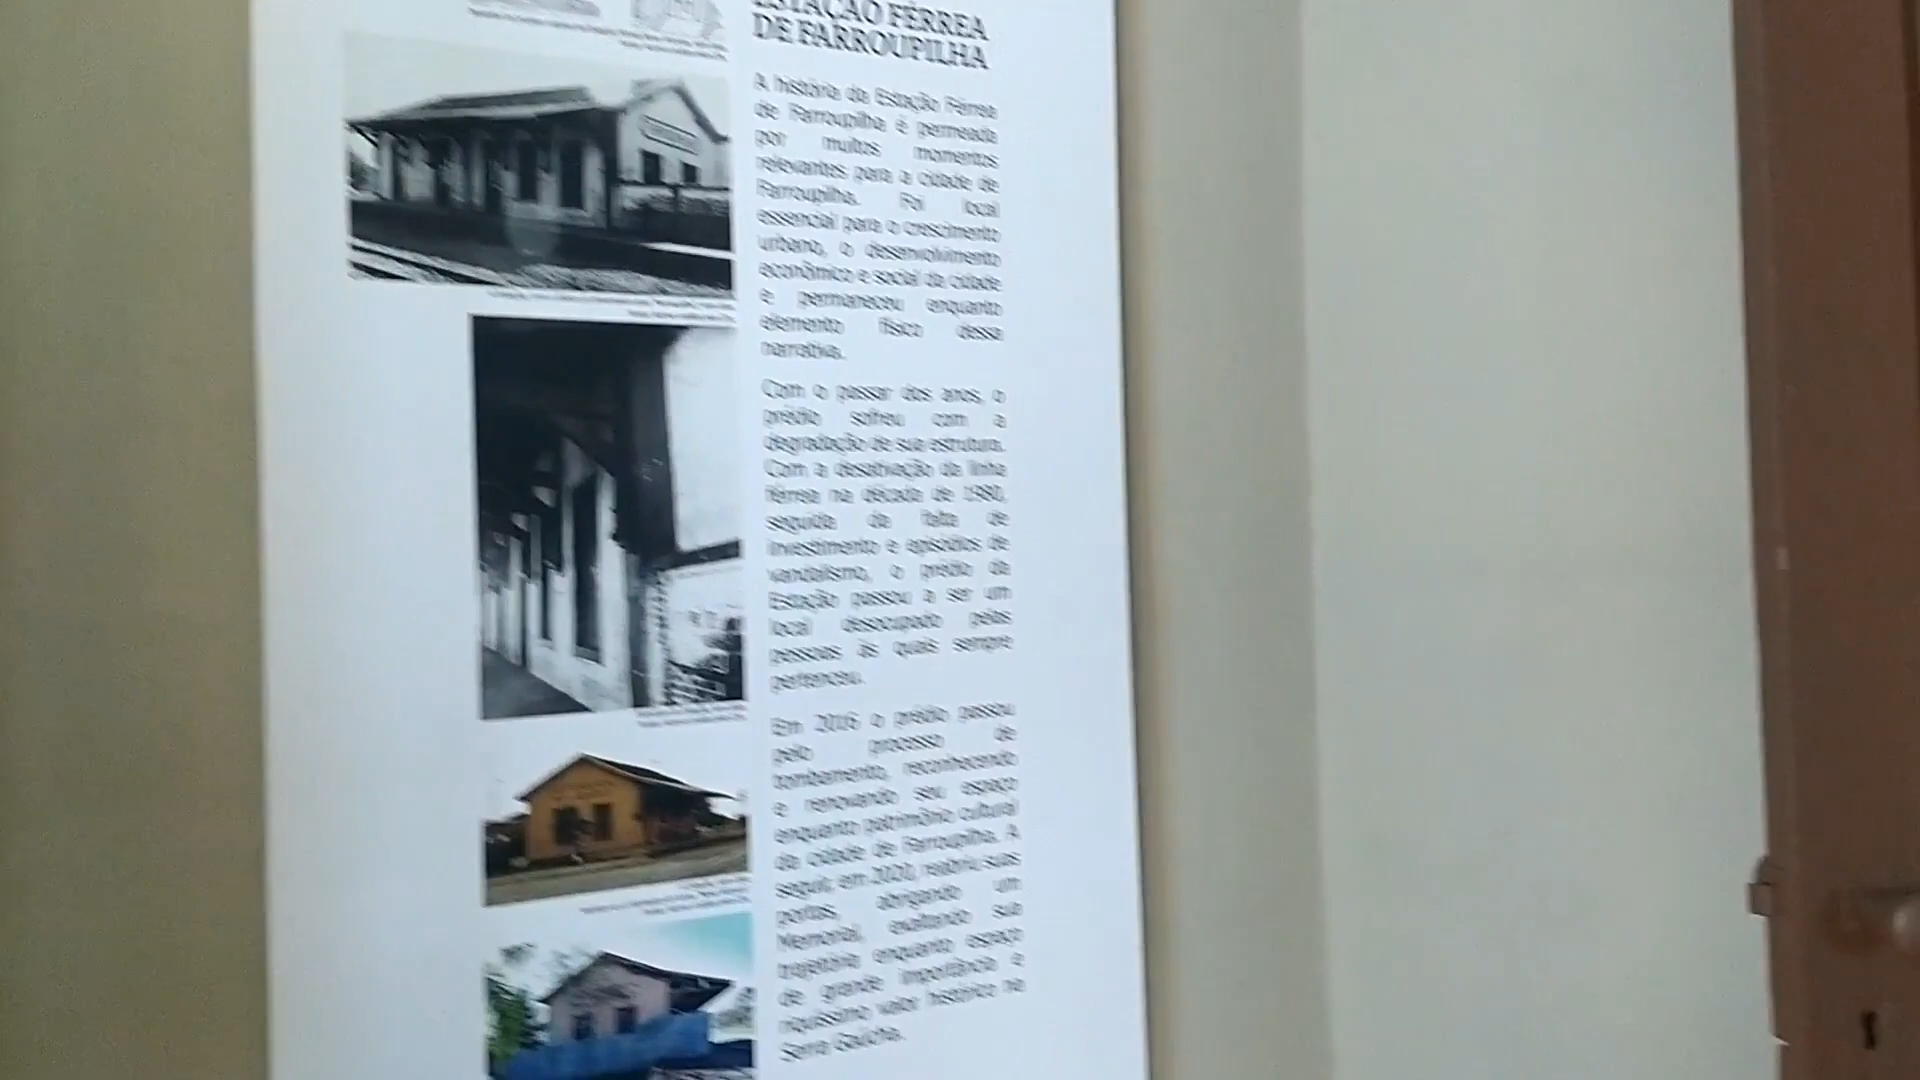 ESTAÇÃO FÉRREA
DE FARROUPILHA
A história da Estação Férrea
de Farroupilha é permeada
por muitos momentos
relevantes para a cidade de
Farroupilha. Foi local
essencial para o crescimento
urbano, o desenvolvimento
econômico e social da cidade
e permaneceu enquanto
elemento físico dessa
narrativa.
Com o passar dos anos, o
prédio sofreu com a
degradação de sua estrutura.
Com a desativação da linha
férrea na década de 1980,
seguida da falta de
investimento e episódios de
vandalismo, o prédio da
Estação passou a ser um
local desocupado pelas
pessoas às quais sempre
pertenceu.
Em 2016 o prédio passou
pelo processo de
tombamento, reconhecendo
e renovando seu espaço
enquanto patrimônio cultural
da cidade de Farroupilha. A
seguir, em 2020, reabriu suas
portas, abrigando um
Memorial, exaltando sua
trajetória enquanto espaço
de grande importância e
riquíssimo valor histórico na
Serra Gaúcha.